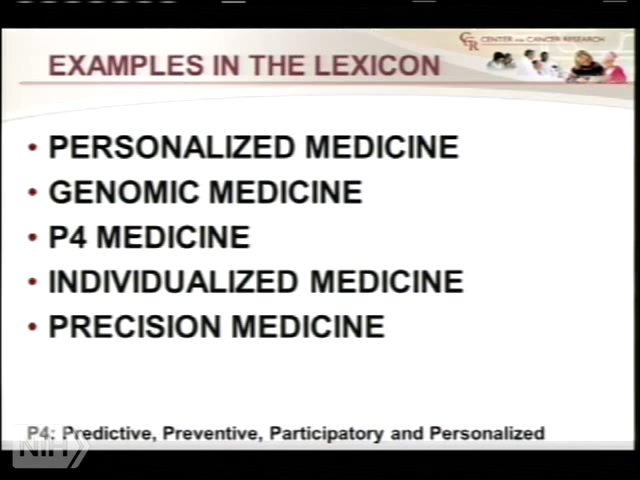 CCR CENTER FOR CANCER RESEARCH
EXAMPLES IN THE LEXICON
• PERSONALIZED MEDICINE
• GENOMIC MEDICINE
• P4 MEDICINE
• INDIVIDUALIZED MEDICINE
• PRECISION MEDICINE
P4: Predictive, Preventive, Participatory and Personalized
NIH